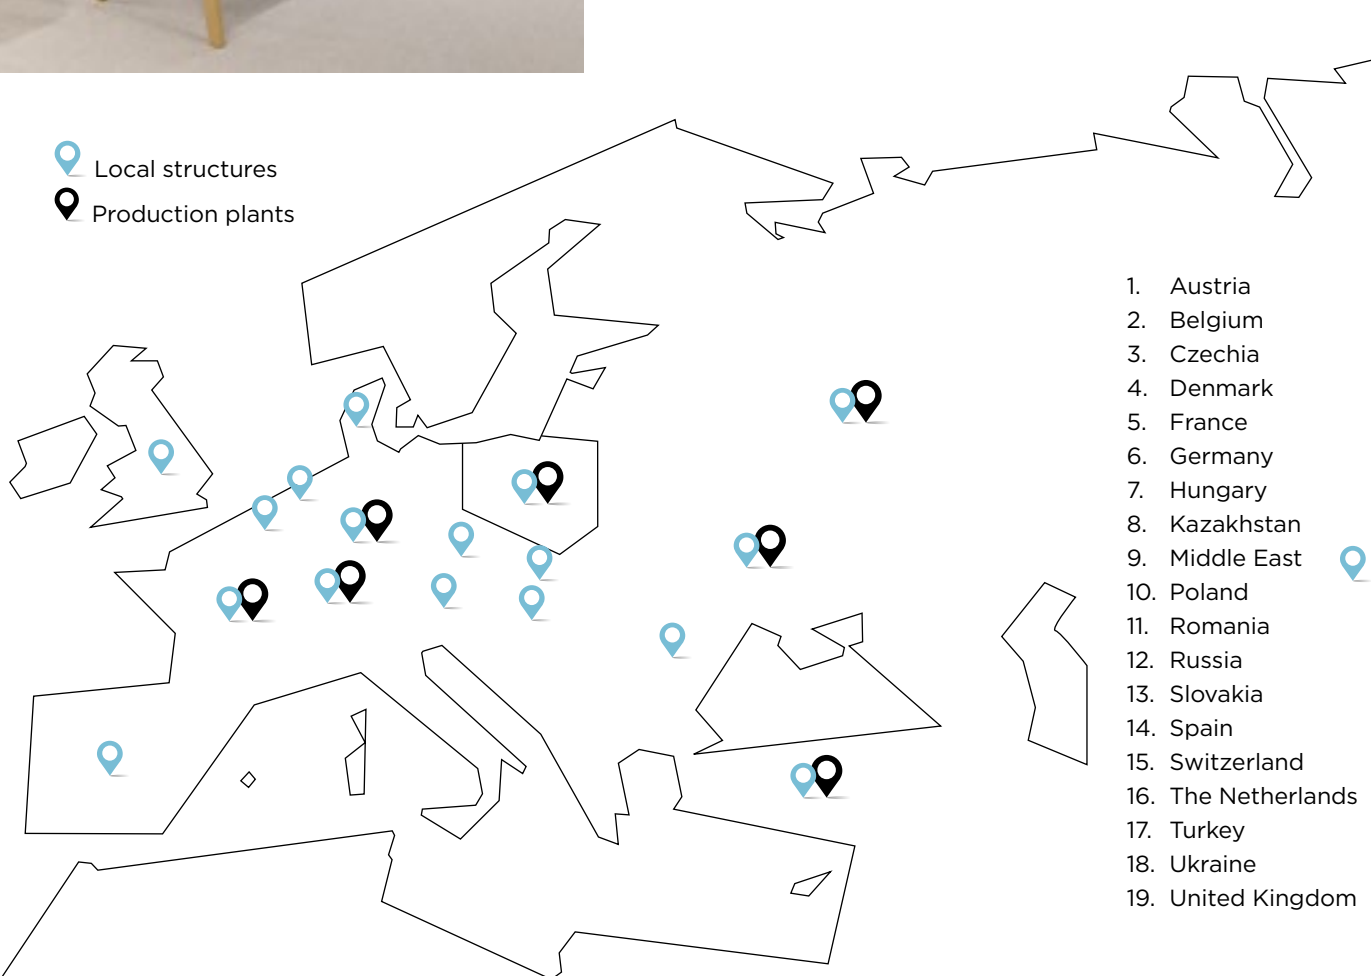 Local structures
Production plants
1. Austria
2. Belgium
3. Czechia
4. Denmark
5. France
6. Germany
7. Hungary
8. Kazakhstan
9. Middle East
10. Poland
11. Romania
12. Russia
13. Slovakia
14. Spain
15. Switzerland
16. The Netherlands
17. Turkey
18. Ukraine
19. United Kingdom